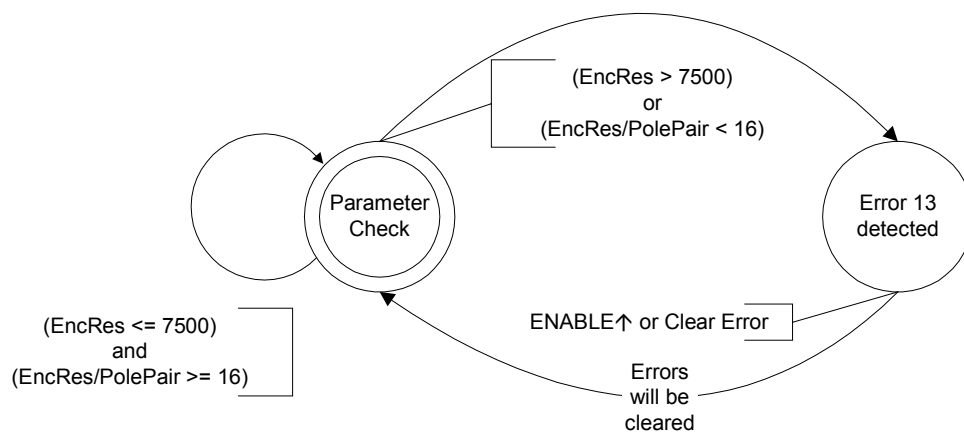 (EncRes > 7500)
or
(EncRes/PolePair < 16)
Parameter
Check
Error 13
detected
(EncRes <= 7500)
and
(EncRes/PolePair >= 16)
ENABLE↑ or Clear Error
Errors
will be
cleared